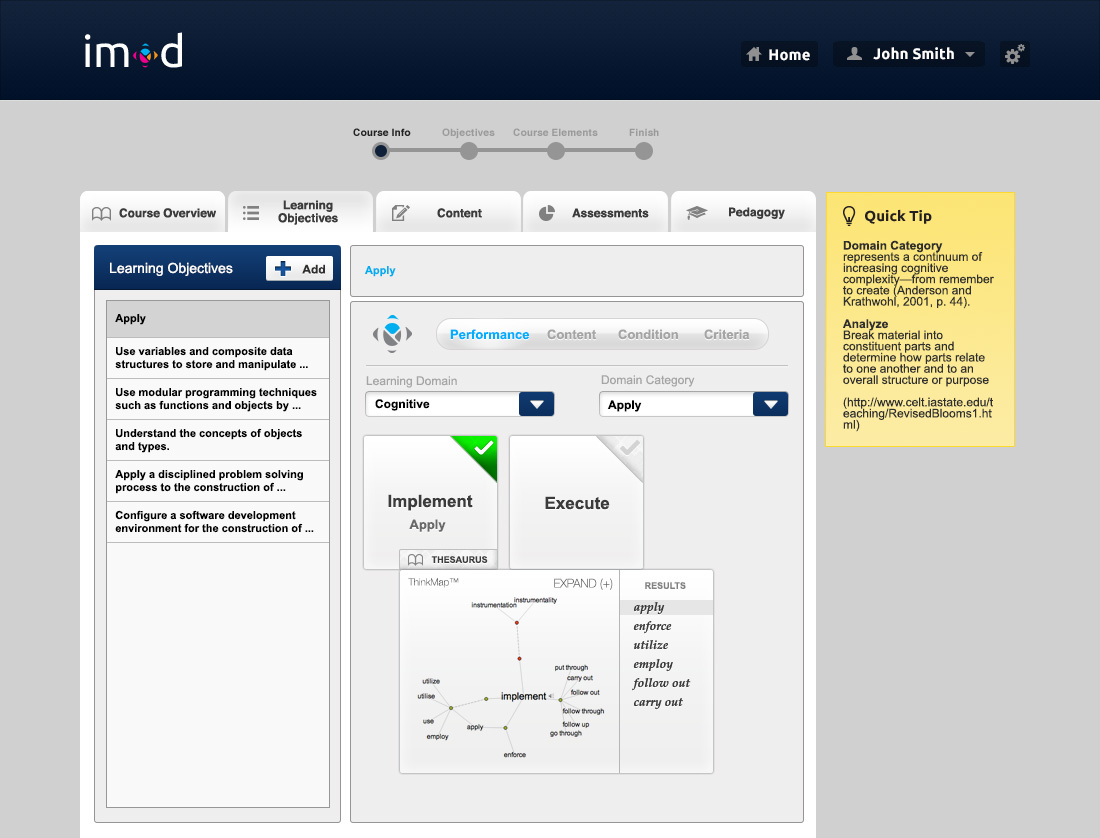 imod
Home
John Smith
Course Info
Objectives
Course Elements
Finish
Course Overview
Learning
Objectives
Content
Assessments
Pedagogy
Learning Objectives
Add
Apply
Use variables and composite data
structures to store and manipulate ...
Use modular programming techniques
such as functions and objects by ...
Understand the concepts of objects
and types.
Apply a disciplined problem solving
process to the construction of ...
Configure a software development
environment for the construction of ...
Apply
Performance
Content
Condition
Criteria
Learning Domain
Cognitive
Domain Category
Apply
Implement
Apply
THESAURUS
Execute
ThinkMap™
EXPAND (+)
instrumentality
instrumentation
put through
carry out
utilize
follow out
utilise
implement
follow through
use
follow up
apply
go through
employ
enforce
RESULTS
apply
enforce
utilize
employ
follow out
carry out
Quick Tip
Domain Category
represents a continuum of
increasing cognitive
complexity—from remember
to create (Anderson and
Krathwohl, 2001, p. 44).
Analyze
Break material into
constituent parts and
determine how parts relate
to one another and to an
overall structure or purpose
(http://www.celt.iastate.edu/t
eaching/RevisedBlooms1.ht
ml)